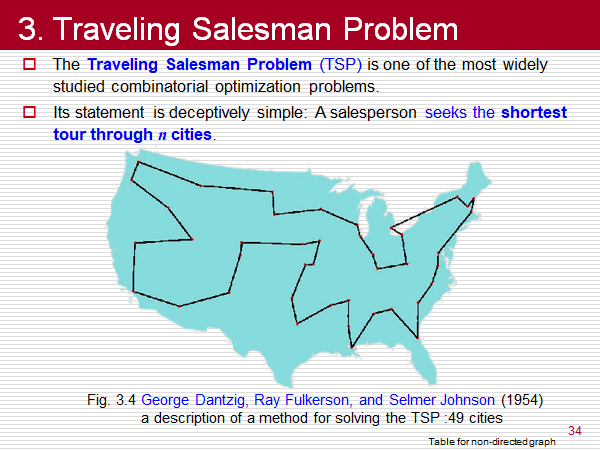 3. Traveling Salesman Problem
The Traveling Salesman Problem (TSP) is one of the most widely
studied combinatorial optimization problems.
Its statement is deceptively simple: A salesperson seeks the shortest
tour through n cities.
Fig. 3.4 George Dantzig, Ray Fulkerson, and Selmer Johnson (1954)
a description of a method for solving the TSP :49 cities
34
Table for non-directed graph